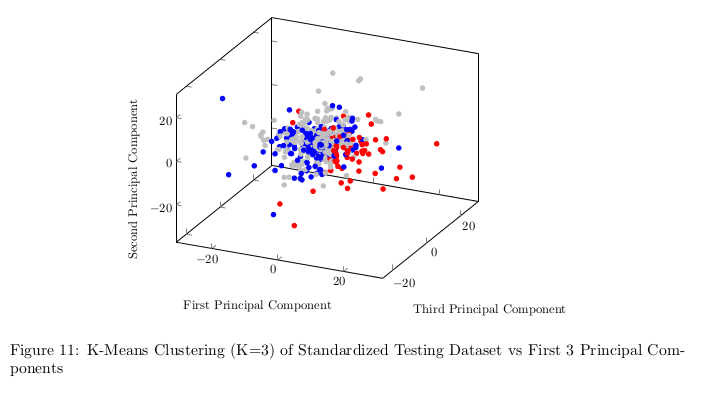 Second Principal Component
20
0
−20
−20
0
20
20
0
−20
First Principal Component
Third Principal Component
Figure 11: K-Means Clustering (K=3) of Standardized Testing Dataset vs First 3 Principal Com-
ponents